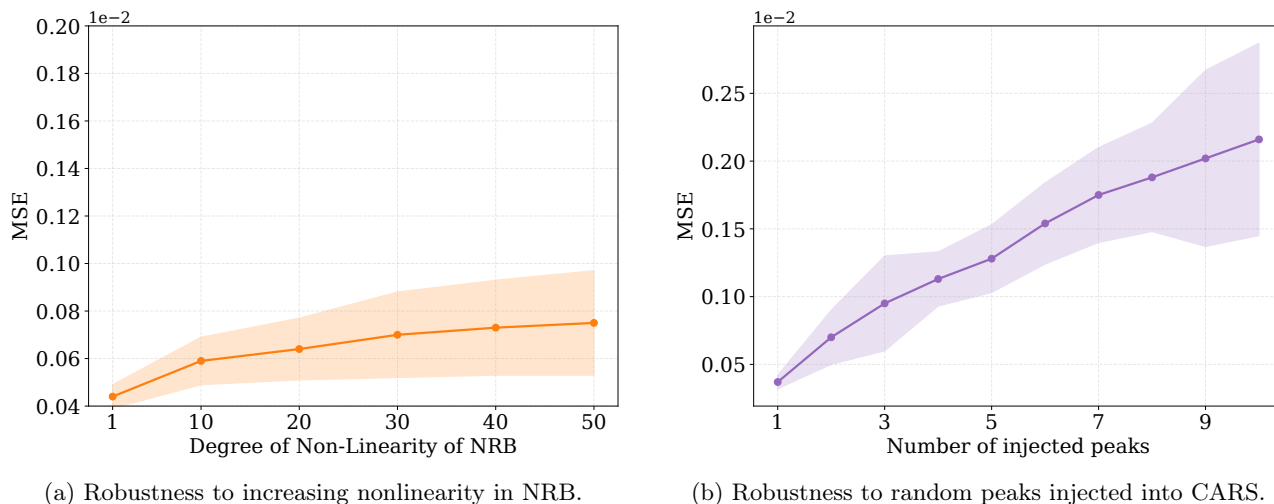 1e−2
0.20
0.18
0.16
0.14
0.12
0.10
0.08
0.06
0.04
MSE
1 10 20 30 40 50
Degree of Non-Linearity of NRB
(a) Robustness to increasing nonlinearity in NRB.
1e−2
0.25
0.20
0.15
0.10
0.05
MSE
1 3 5 7 9
Number of injected peaks
(b) Robustness to random peaks injected into CARS.